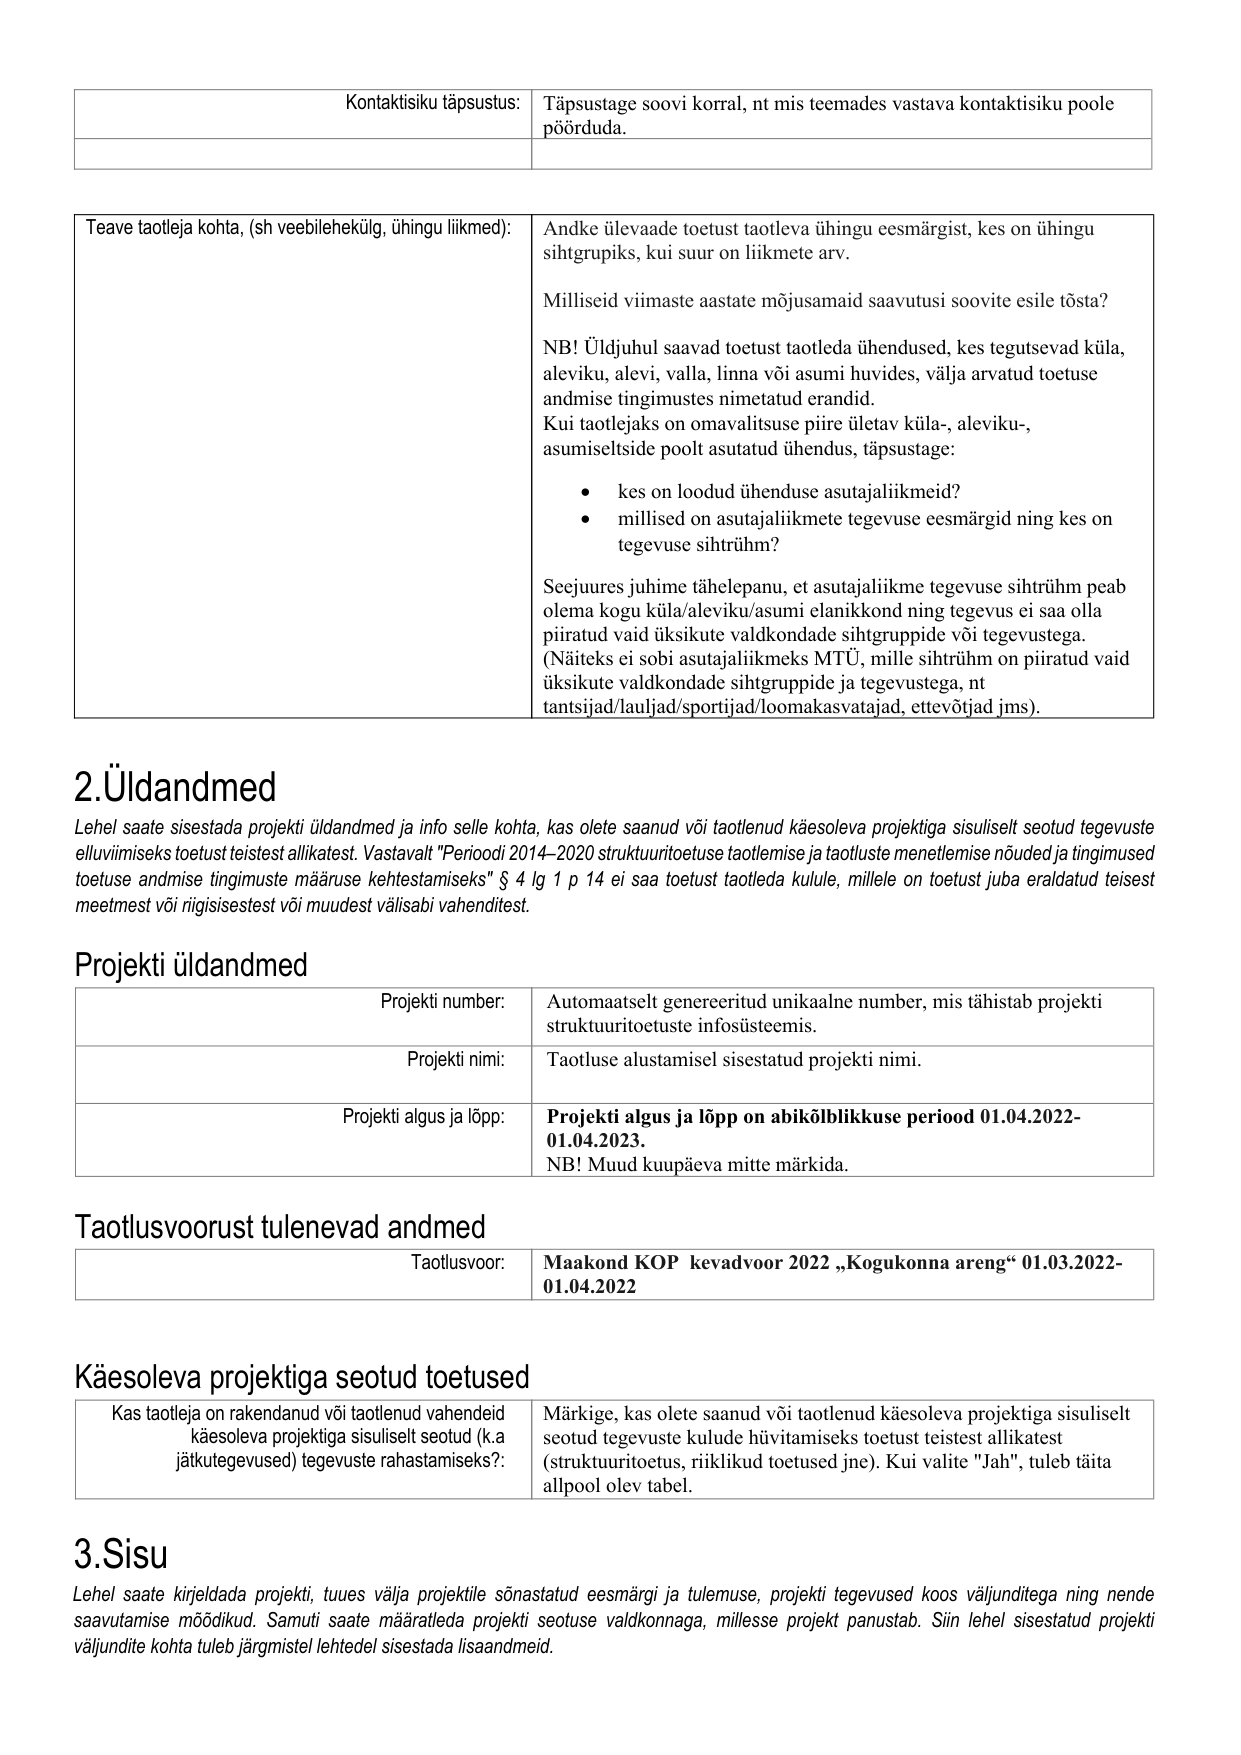 Kontaktisiku täpsustus:
Täpsustage soovi korral, nt mis teemades vastava kontaktisiku poole
pöörduda.
Teave taotleja kohta, (sh veebilehekülg, ühingu liikmed):
Andke ülevaade toetust taotleva ühingu eesmärgist, kes on ühingu
sihtgrupiks, kui suur on liikmete arv.
Milliseid viimaste aastate mõjusamaid saavutusi soovite esile tõsta?
NB! Üldjuhul saavad toetust taotleda ühendused, kes tegutsevad küla,
aleviku, alevi, valla, linna või asumi huvides, välja arvatud toetuse
andmise tingimustes nimetatud erandid.
Kui taotlejaks on omavalitsuse piire ületav küla-, aleviku-,
asumiseltside poolt asutatud ühendus, täpsustage:
• kes on loodud ühenduse asutajaliikmeid?
• millised on asutajaliikmete tegevuse eesmärgid ning kes on
tegevuse sihtrühm?
Seejuures juhime tähelepanu, et asutajaliikme tegevuse sihtrühm peab
olema kogu küla/aleviku/asumi elanikkond ning tegevus ei saa olla
piiratud vaid üksikute valdkondade sihtgruppide või tegevustega.
(Näiteks ei sobi asutajaliikmeks MTÜ, mille sihtrühm on piiratud vaid
üksikute valdkondade sihtgruppide ja tegevustega, nt
tantsijad/lauljad/sportijad/loomakasvatajad, ettevõtjad jms).
2.Üldandmed
Lehel saate sisestada projekti üldandmed ja info selle kohta, kas olete saanud või taotlenud käesoleva projektiga sisuliselt seotud tegevuste
elluviimiseks toetust teistest allikatest. Vastavalt "Perioodi 2014–2020 struktuuritoetuse taotlemise ja taotluste menetlemise nõuded ja tingimused
toetuse andmise tingimuste määruse kehtestamiseks" § 4 lg 1 p 14 ei saa toetust taotleda kulule, millele on toetust juba eraldatud teisest
meetmest või riigisisestest või muudest välisabi vahenditest.
Projekti üldandmed
Projekti number:
Automaatselt genereeritud unikaalne number, mis tähistab projekti
struktuuritoetuste infosüsteemis.
Projekti nimi:
Taotluse alustamisel sisestatud projekti nimi.
Projekti algus ja lõpp:
Projekti algus ja lõpp on abikõlblikkuse periood 01.04.2022-
01.04.2023.
NB! Muud kuupäeva mitte märkida.
Taotlusvoorust tulenevad andmed
Taotlusvoor:
Maakond KOP kevadvoor 2022 „Kogukonna areng“ 01.03.2022-
01.04.2022
Käesoleva projektiga seotud toetused
Kas taotleja on rakendanud või taotlenud vahendeid
käesoleva projektiga sisuliselt seotud (k.a
jätkutegevused) tegevuste rahastamiseks?:
Märkige, kas olete saanud või taotlenud käesoleva projektiga sisuliselt
seotud tegevuste kulude hüvitamiseks toetust teistest allikatest
(struktuuritoetus, riiklikud toetused jne). Kui valite "Jah", tuleb täita
allpool olev tabel.
3.Sisu
Lehel saate kirjeldada projekti, tuues välja projektile sõnastatud eesmärgi ja tulemuse, projekti tegevused koos väljunditega ning nende
saavutamise mõõdikud. Samuti saate määratleda projekti seotuse valdkonnaga, millesse projekt panustab. Siin lehel sisestatud projekti
väljundite kohta tuleb järgmistel lehtedel sisestada lisaandmeid.